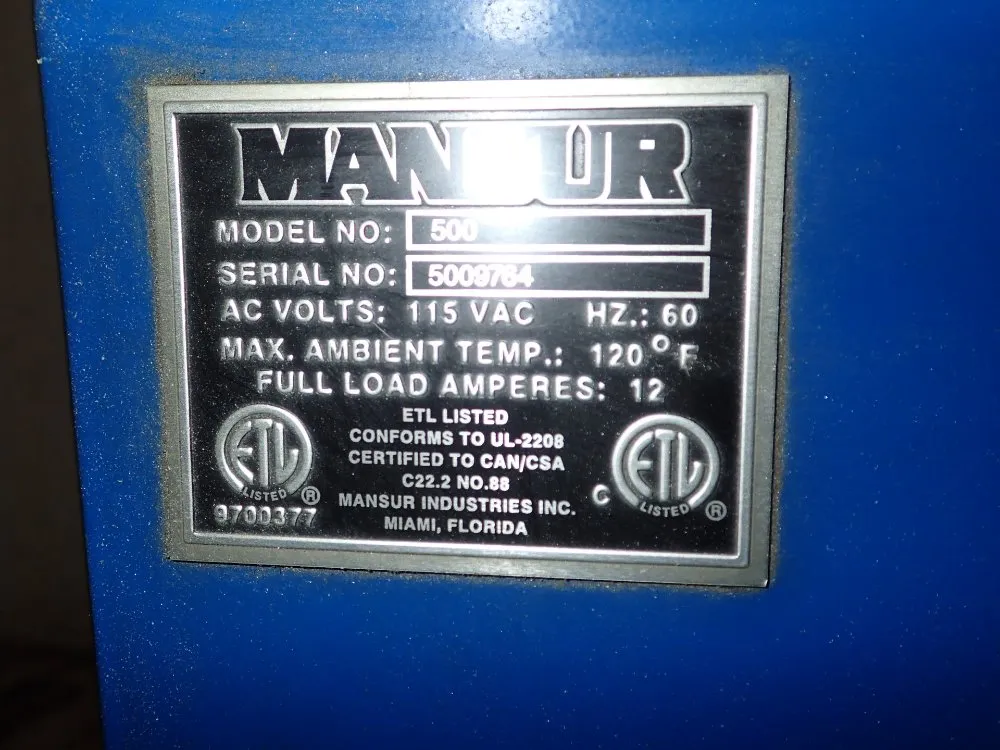 MANSUR
MODEL NO: 500
SERIAL NO: 5009764
AC VOLTS: 115 VAC HZ.: 60
MAX. AMBIENT TEMP.: 120° F
FULL LOAD AMPERES: 12
ETL LISTED
CONFORMS TO UL-2208
CERTIFIED TO CAN/CSA
C22.2 NO.88
MANSUR INDUSTRIES INC.
MIAMI, FLORIDA
ETL
LISTED ®
9700377
C ETL
LISTED ®